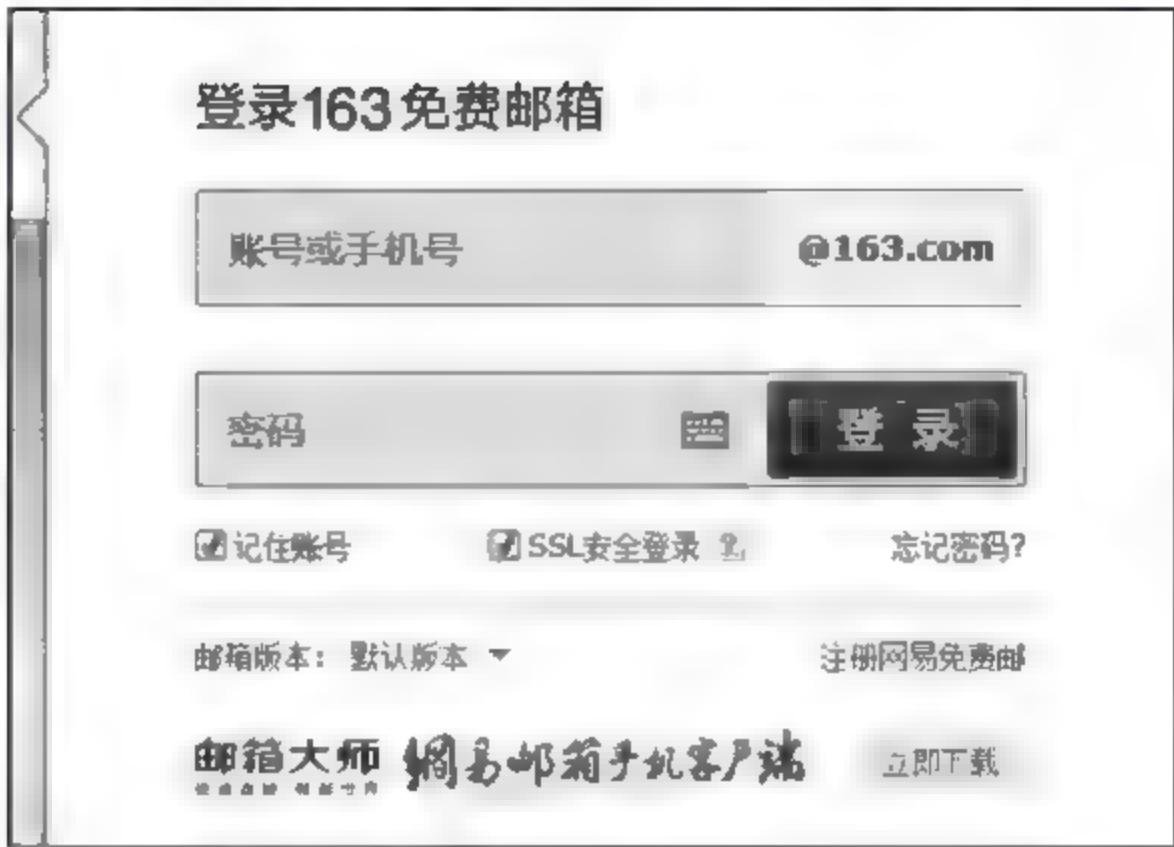 登录163免费邮箱
账号或手机号 @163.com
密码 登 录
记住账号 SSL安全登录 忘记密码?
邮箱版本： 默认版本 注册网易免费邮
邮箱大师 網易邮箱手机客户端 立即下载